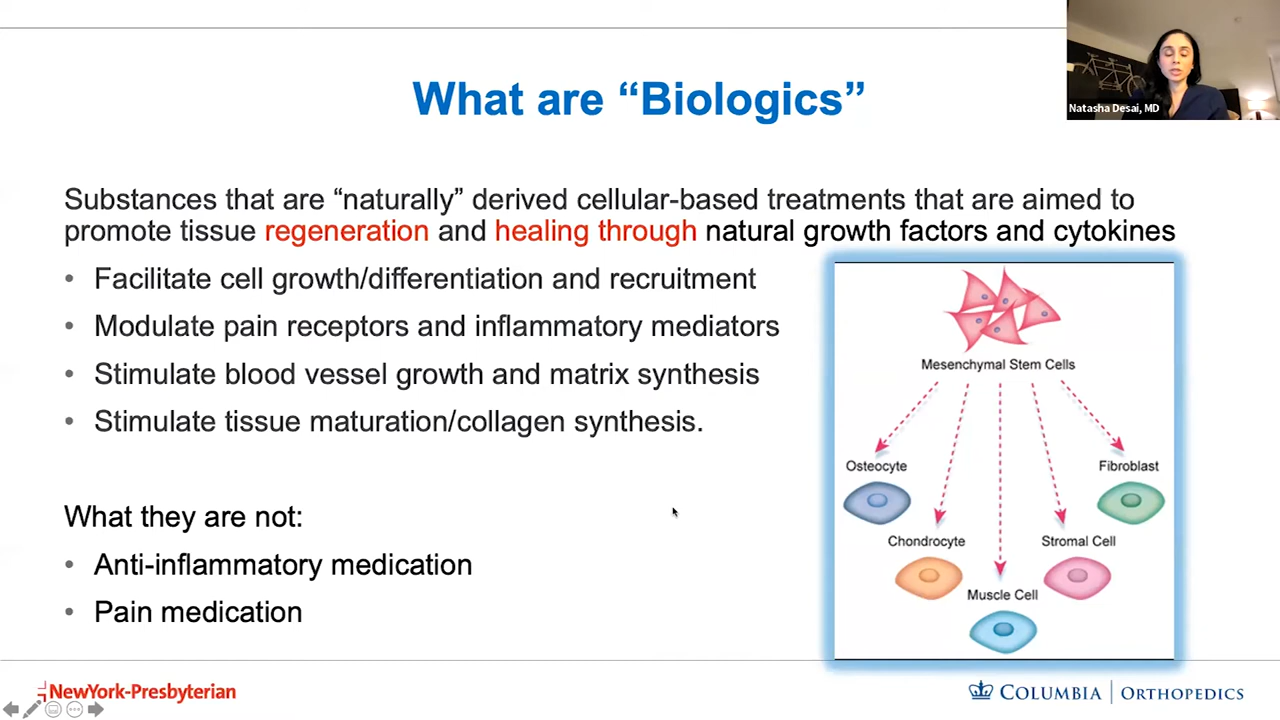 What are “Biologics”
Natasha Desai, MD
Substances that are “naturally” derived cellular-based treatments that are aimed to
promote tissue regeneration and healing through natural growth factors and cytokines
• Facilitate cell growth/differentiation and recruitment
• Modulate pain receptors and inflammatory mediators
• Stimulate blood vessel growth and matrix synthesis
• Stimulate tissue maturation/collagen synthesis.
What they are not:
• Anti-inflammatory medication
• Pain medication
Mesenchymal Stem Cells
Osteocyte
Fibroblast
Chondrocyte
Stromal Cell
Muscle Cell
NewYork-Presbyterian
COLUMBIA | ORTHOPEDICS